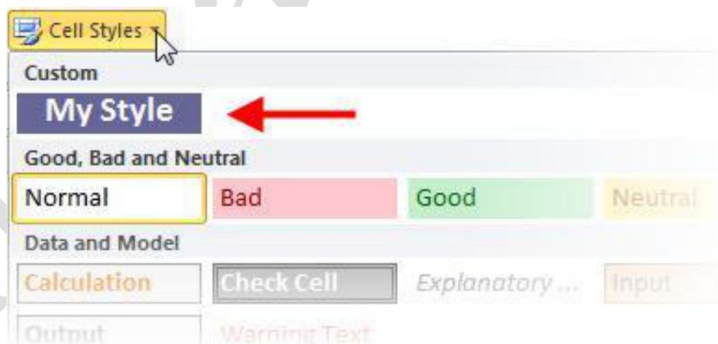 Cell Styles
Custom
My Style
Good, Bad and Neutral
Normal Bad Good Neutral
Data and Model
Calculation Check Cell Explanatory ... Input
Output Warning Text